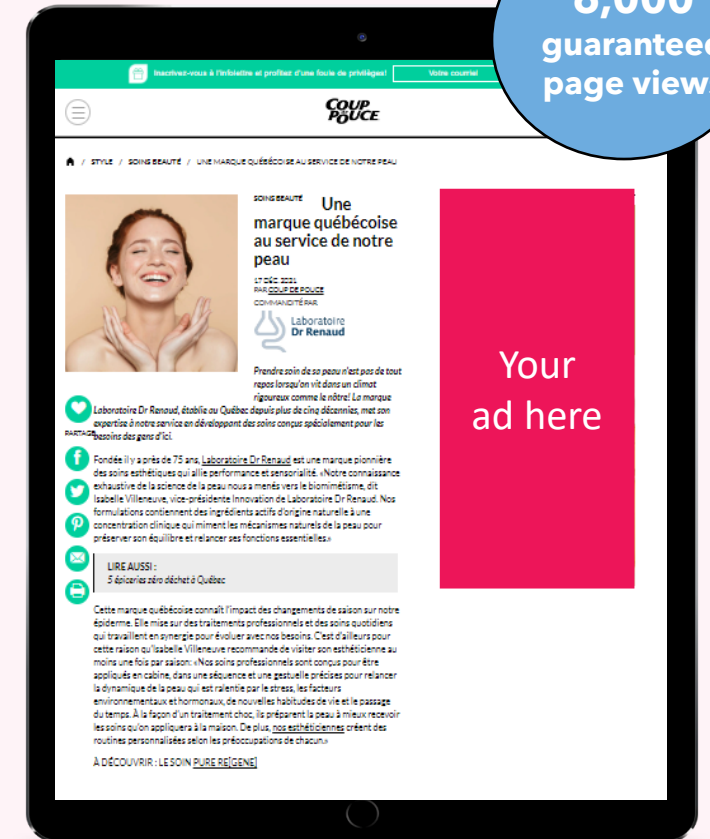 8,000
guaranteed
page views
Inscrivez-vous à l'infolettre et profitez d'une foule de privilèges!
Votre courriel
COUP DE POUCE
/ STYLE / SOINS BEAUTÉ / UNE MARQUE QUÉBÉCOISE AU SERVICE DE NOTRE PEAU
SOINS BEAUTÉ
Une
marque québécoise
au service de notre
peau
17 DÉC. 2021
PAR COUP DE POUCE
COMMANDITÉ PAR
Laboratoire
Dr Renaud
Prendre soin de sa peau n'est pas de tout
repos lorsqu'on vit dans un climat
rigoureux comme le nôtre! La marque
Laboratoire Dr Renaud, établie au Québec depuis plus de cinq décennies, met son
expertise à notre service en développant des soins conçus spécialement pour les
besoins des gens d'ici.
PARTAGE
Fondée il y a près de 75 ans, Laboratoire Dr Renaud est une marque pionnière
des soins esthétiques qui allie performance et sensorialité. «Notre connaissance
exhaustive de la science de la peau nous a menés vers le biomimétisme, dit
Isabelle Villeneuve, vice-présidente Innovation de Laboratoire Dr Renaud. Nos
formulations contiennent des ingrédients actifs d'origine naturelle à une
concentration clinique qui miment les mécanismes naturels de la peau pour
préserver son équilibre et relancer ses fonctions essentielles.»
LIRE AUSSI :
5 épiceries zéro déchet à Québec
Cette marque québécoise connaît l'impact des changements de saison sur notre
épiderme. Elle mise sur des traitements professionnels et des soins quotidiens
qui travaillent en synergie pour évoluer avec nos besoins. C'est d'ailleurs pour
cette raison qu'Isabelle Villeneuve recommande de visiter son esthéticienne au
moins une fois par saison: «Nos soins professionnels sont conçus pour être
appliqués en cabine, dans une séquence et une gestuelle précises pour relancer
la dynamique de la peau qui est ralentie par le stress, les facteurs
environnementaux et hormonaux, de nouvelles habitudes de vie et le passage
du temps. À la façon d'un traitement choc, ils préparent la peau à mieux recevoir
les soins qu'on appliquera à la maison. De plus, nos esthéticiennes créent des
routines personnalisées selon les préoccupations de chacun.»
À DÉCOUVRIR : LE SOIN PURE RE[GENE]
Your
ad here